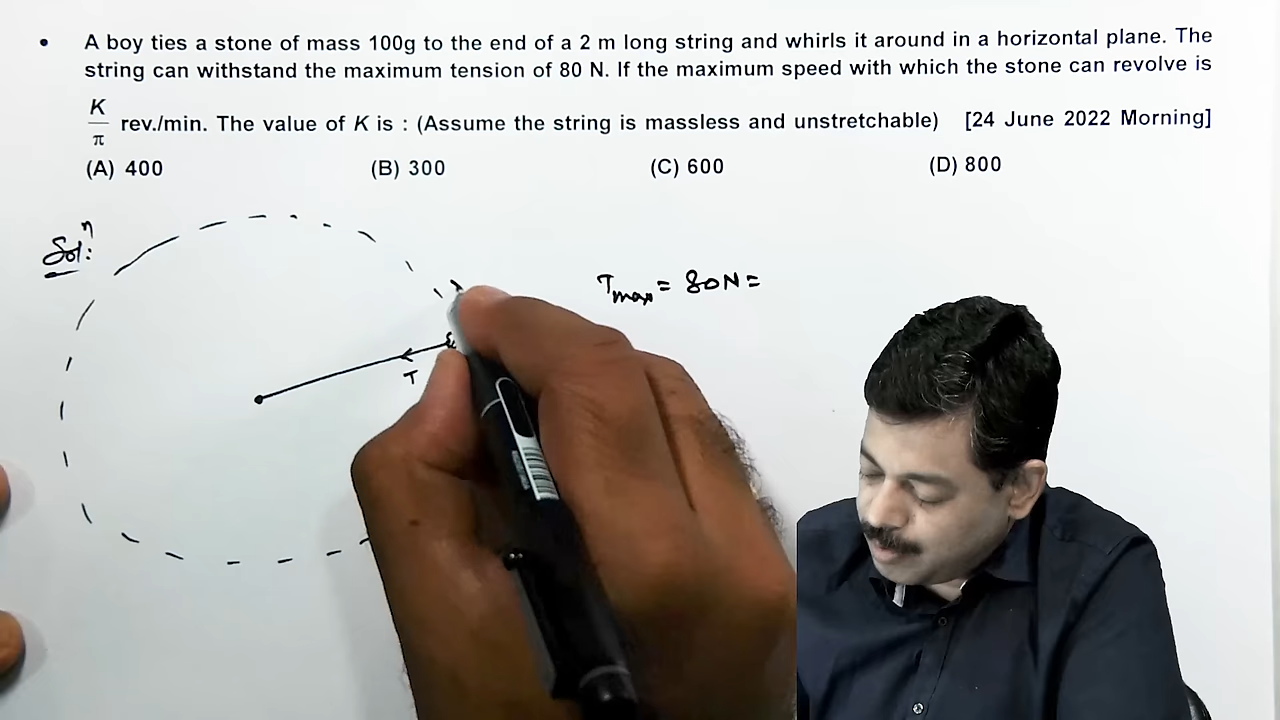 • A boy ties a stone of mass 100g to the end of a 2 m long string and whirls it around in a horizontal plane. The
string can withstand the maximum tension of 80 N. If the maximum speed with which the stone can revolve is
K/π rev./min. The value of K is : (Assume the string is massless and unstretchable) [24 June 2022 Morning]
(A) 400 (B) 300 (C) 600 (D) 800
Solⁿ:
T_max = 80N =
T